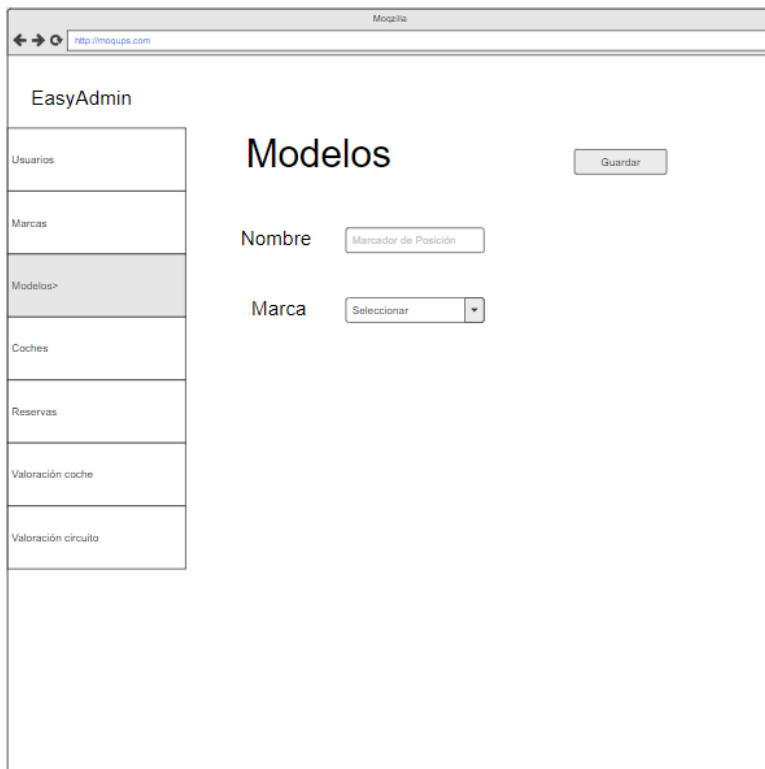 Moqzilla
http://moqups.com
EasyAdmin
Usuarios
Marcas
Modelos>
Coches
Reservas
Valoración coche
Valoración circuito
Modelos
Guardar
Nombre
Marcador de Posición
Marca
Seleccionar